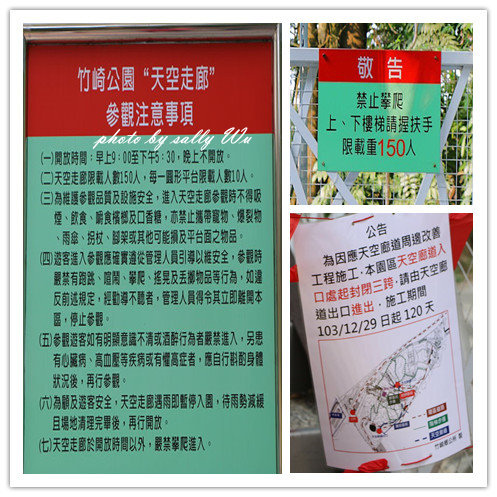 竹崎公園“天空走廊”
參觀注意事項
photo by sally Wu
(一)開放時間：早上9：00至下午5：30，晚上不開放。
(二)天空走廊限載人數150人，每一圓形平台限載人數10人。
(三)為維護參觀品質及設施安全，進入天空走廊參觀時不得吸
煙、飲食、嚼食檳榔及口香糖，亦禁止攜帶寵物、爆裂物
、雨傘、拐杖、腳架或其他可能損及平台面之物品。
(四)遊客進入參觀應確實遵從管理人員引導以維安全，參觀時
嚴禁有跑跳、嬉鬧、攀爬、搖晃及丟擲物品等行為，如違
反前述規定，經勸導不聽者，管理人員得令其立即離開本
區，停止參觀。
(五)參觀遊客如有明顯意識不清或酒醉行為者嚴禁進入，另患
有心臟病、高血壓等疾病或有懼高症者，應自行斟酌身體
狀況後，再行參觀。
(六)為顧及遊客安全，天空走廊遇雨即暫停入園，待雨勢減緩
且場地清理完畢後，再行開放。
(七)天空走廊於開放時間以外，嚴禁攀爬進入。
敬告
禁止攀爬
上、下樓梯請握扶手
限載重150人
公告
為因應天空廊道周邊改善
工程施工，本園區天空廊道入
口處起封閉三跨，請由天空廊
道出口進出，施工期間
103/12/29日起120天